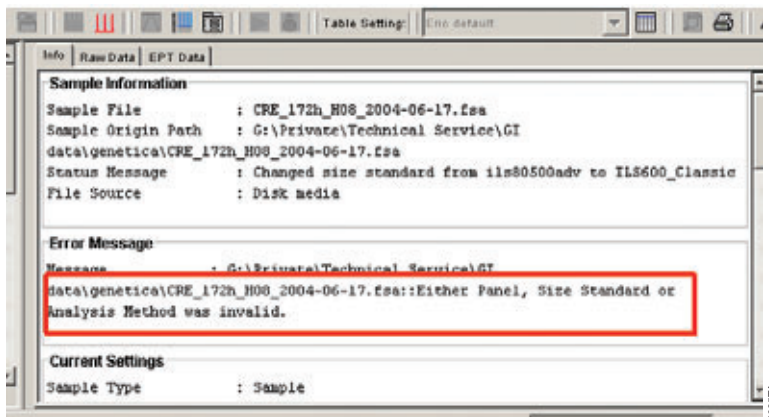 Table Setting:
Info Raw Data EPT Data
Sample Information
Sample File : CRE_172h_H08_2004-06-17.fsa
Sample Origin Path : G:\Private\Technical Service\GI
data\genetica\CRE_172h_H08_2004-06-17.fsa
Status Message : Changed size standard from ils80500adv to ILS600_Classic
File Source : Disk media
Error Message
Message : G:\Private\Technical Service\GI
data\genetica\CRE_172h_H08_2004-06-17.fsa::Either Panel, Size Standard or
Analysis Method was invalid.
Current Settings
Sample Type : Sample